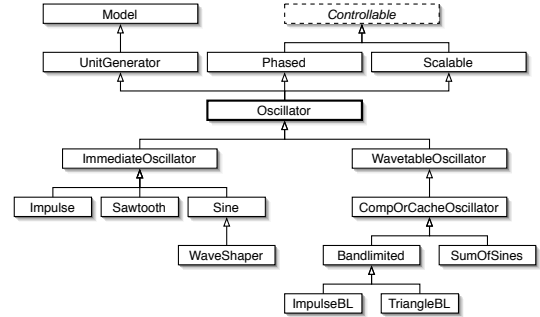 Model
Controllable
UnitGenerator
Phased
Scalable
Oscillator
ImmediateOscillator
WavetableOscillator
Impulse
Sawtooth
Sine
CompOrCacheOscillator
WaveShaper
Bandlimited
SumOfSines
ImpulseBL
TriangleBL